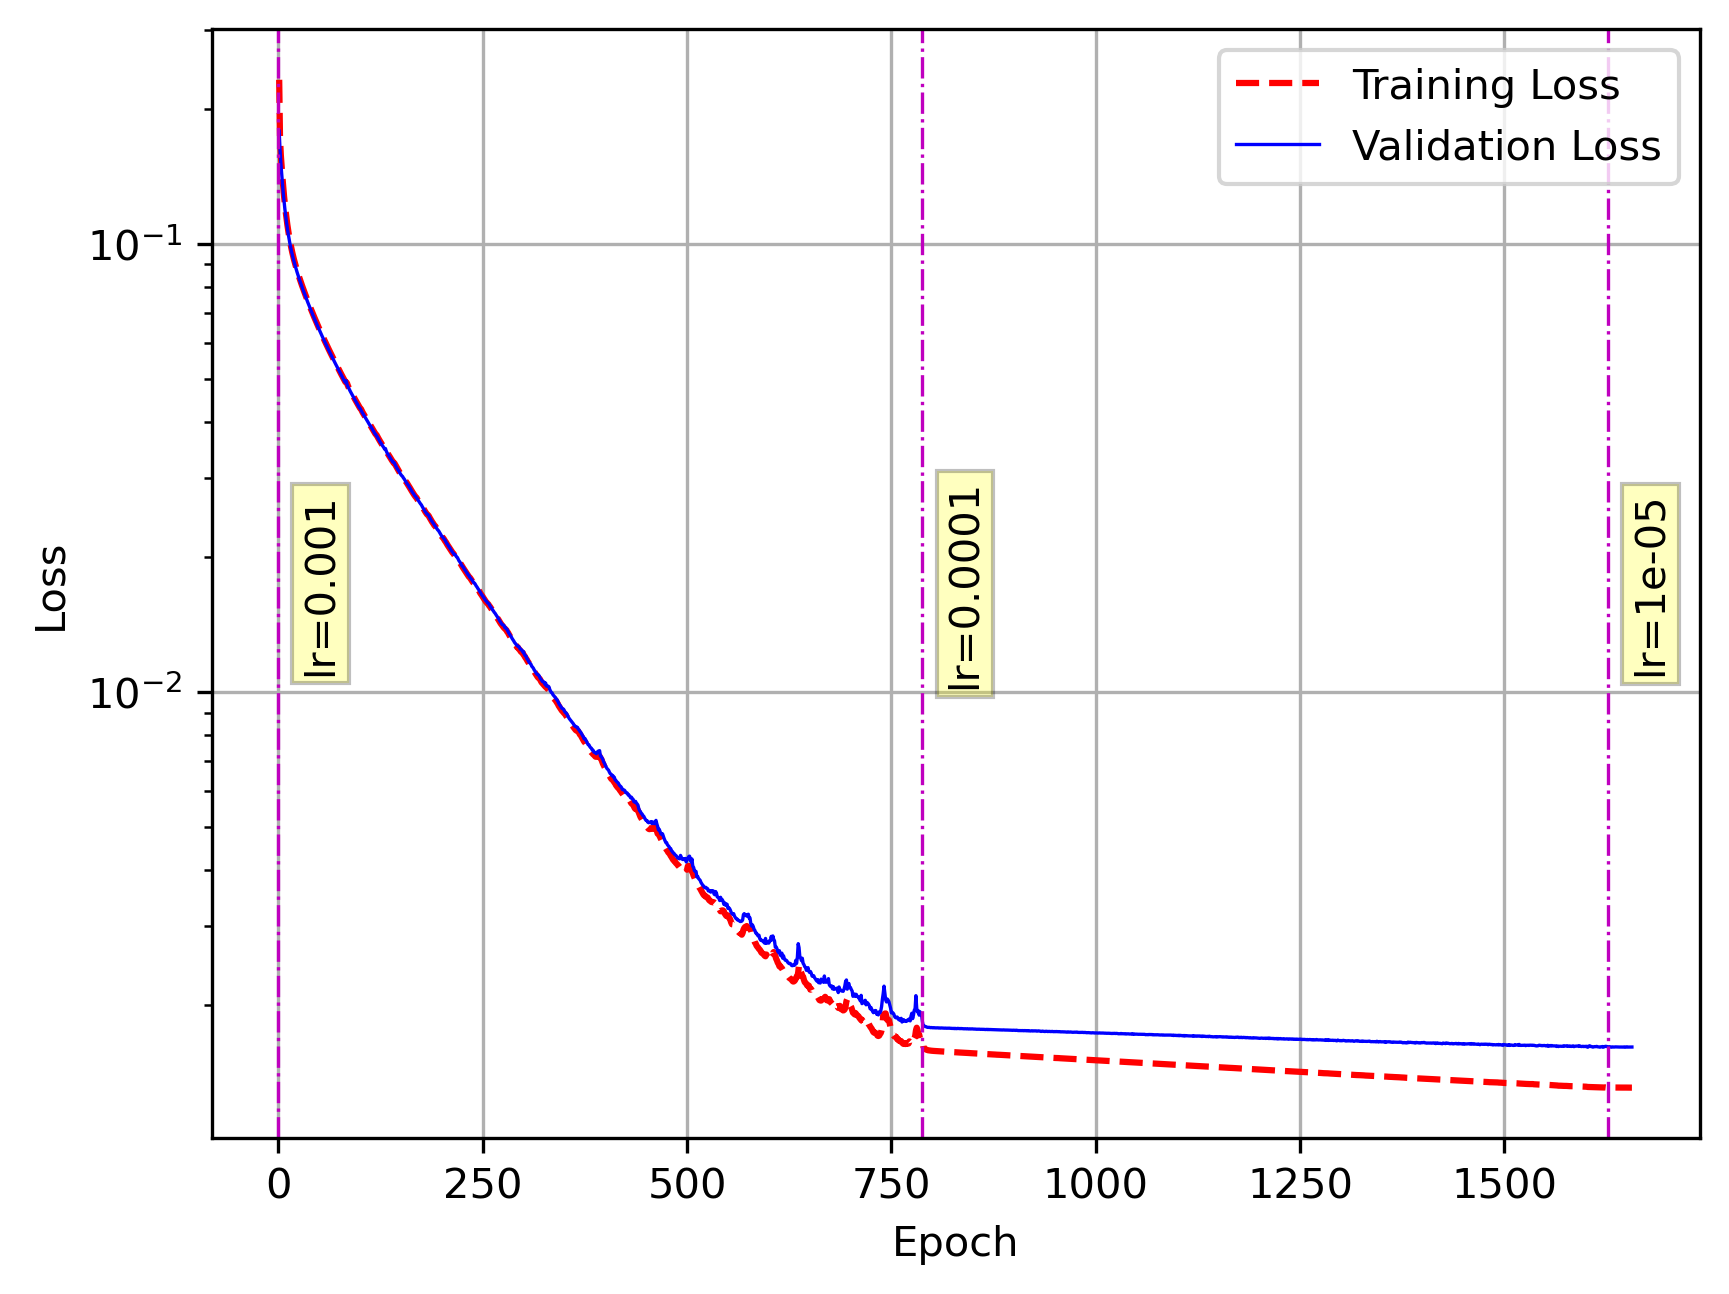 Training Loss
Validation Loss
10⁻¹
10⁻²
Loss
lr=0.001
lr=0.0001
lr=1e-05
0
250
500
750
1000
1250
1500
Epoch